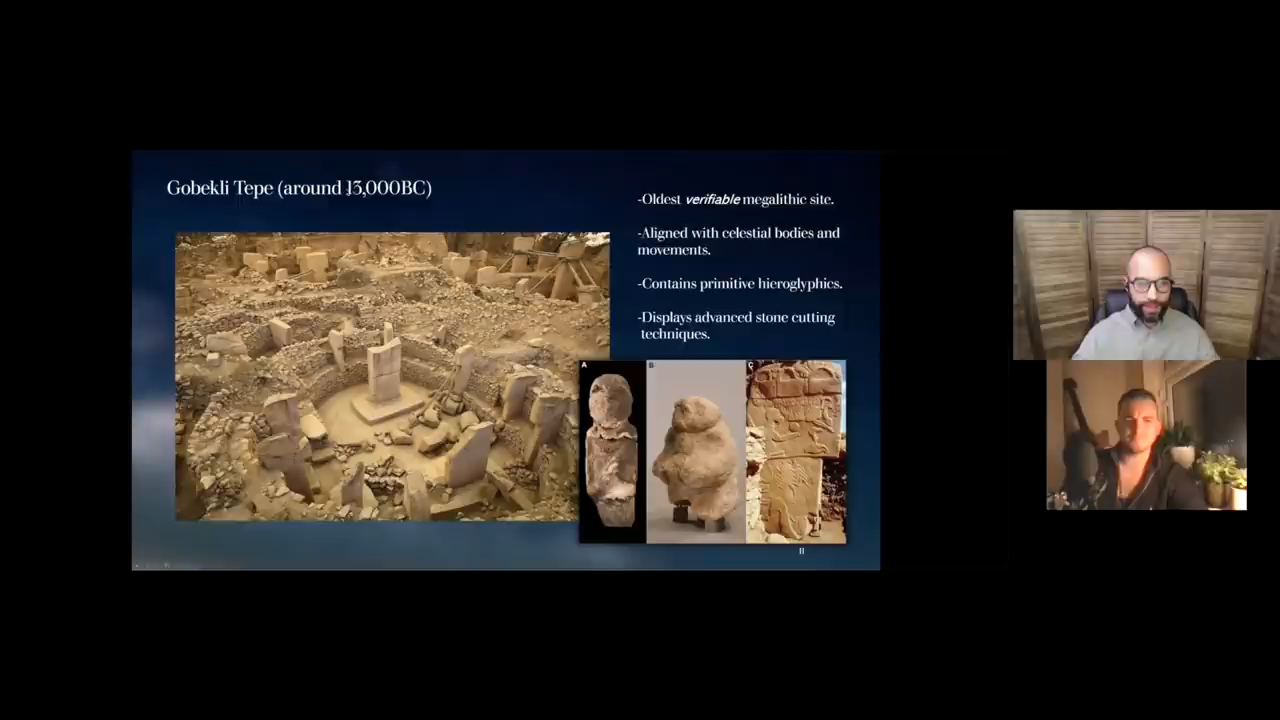 Gobekli Tepe (around 13,000BC)
-Oldest verifiable megalithic site.
-Aligned with celestial bodies and
movements.
-Contains primitive hieroglyphics.
-Displays advanced stone cutting
techniques.
A
B
C
11